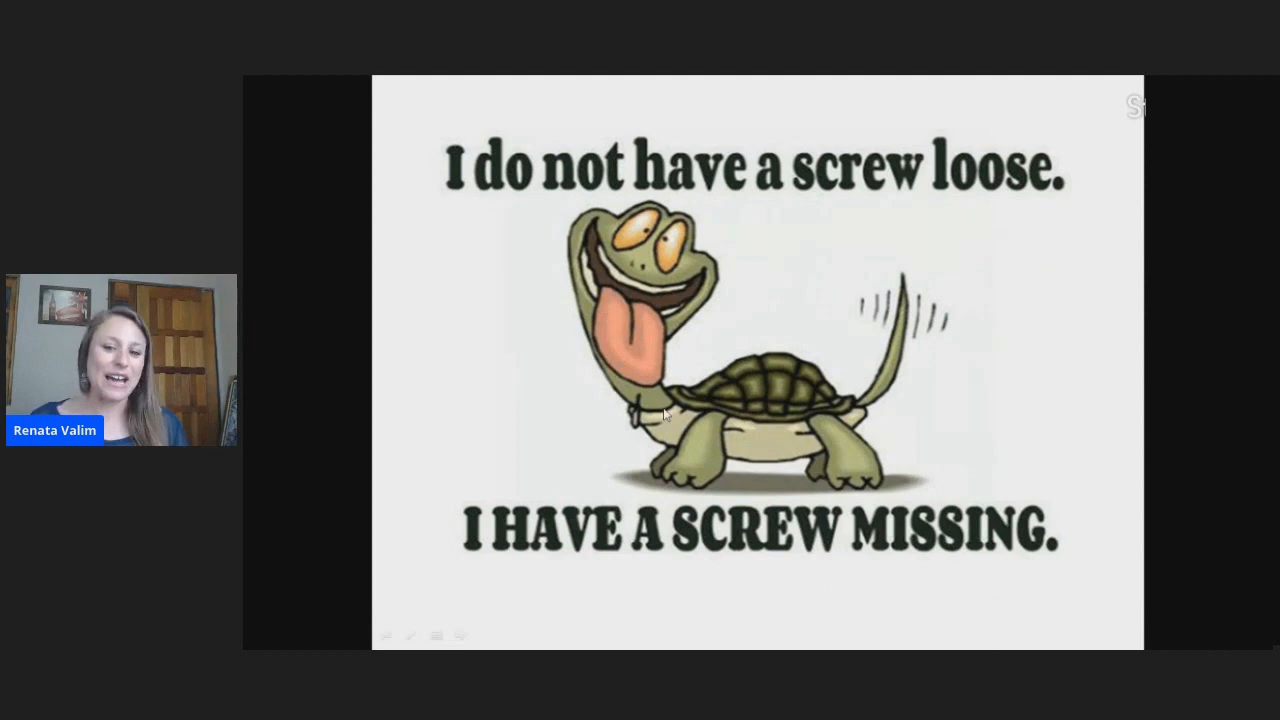 I do not have a screw loose.
I HAVE A SCREW MISSING.
Renata Valim